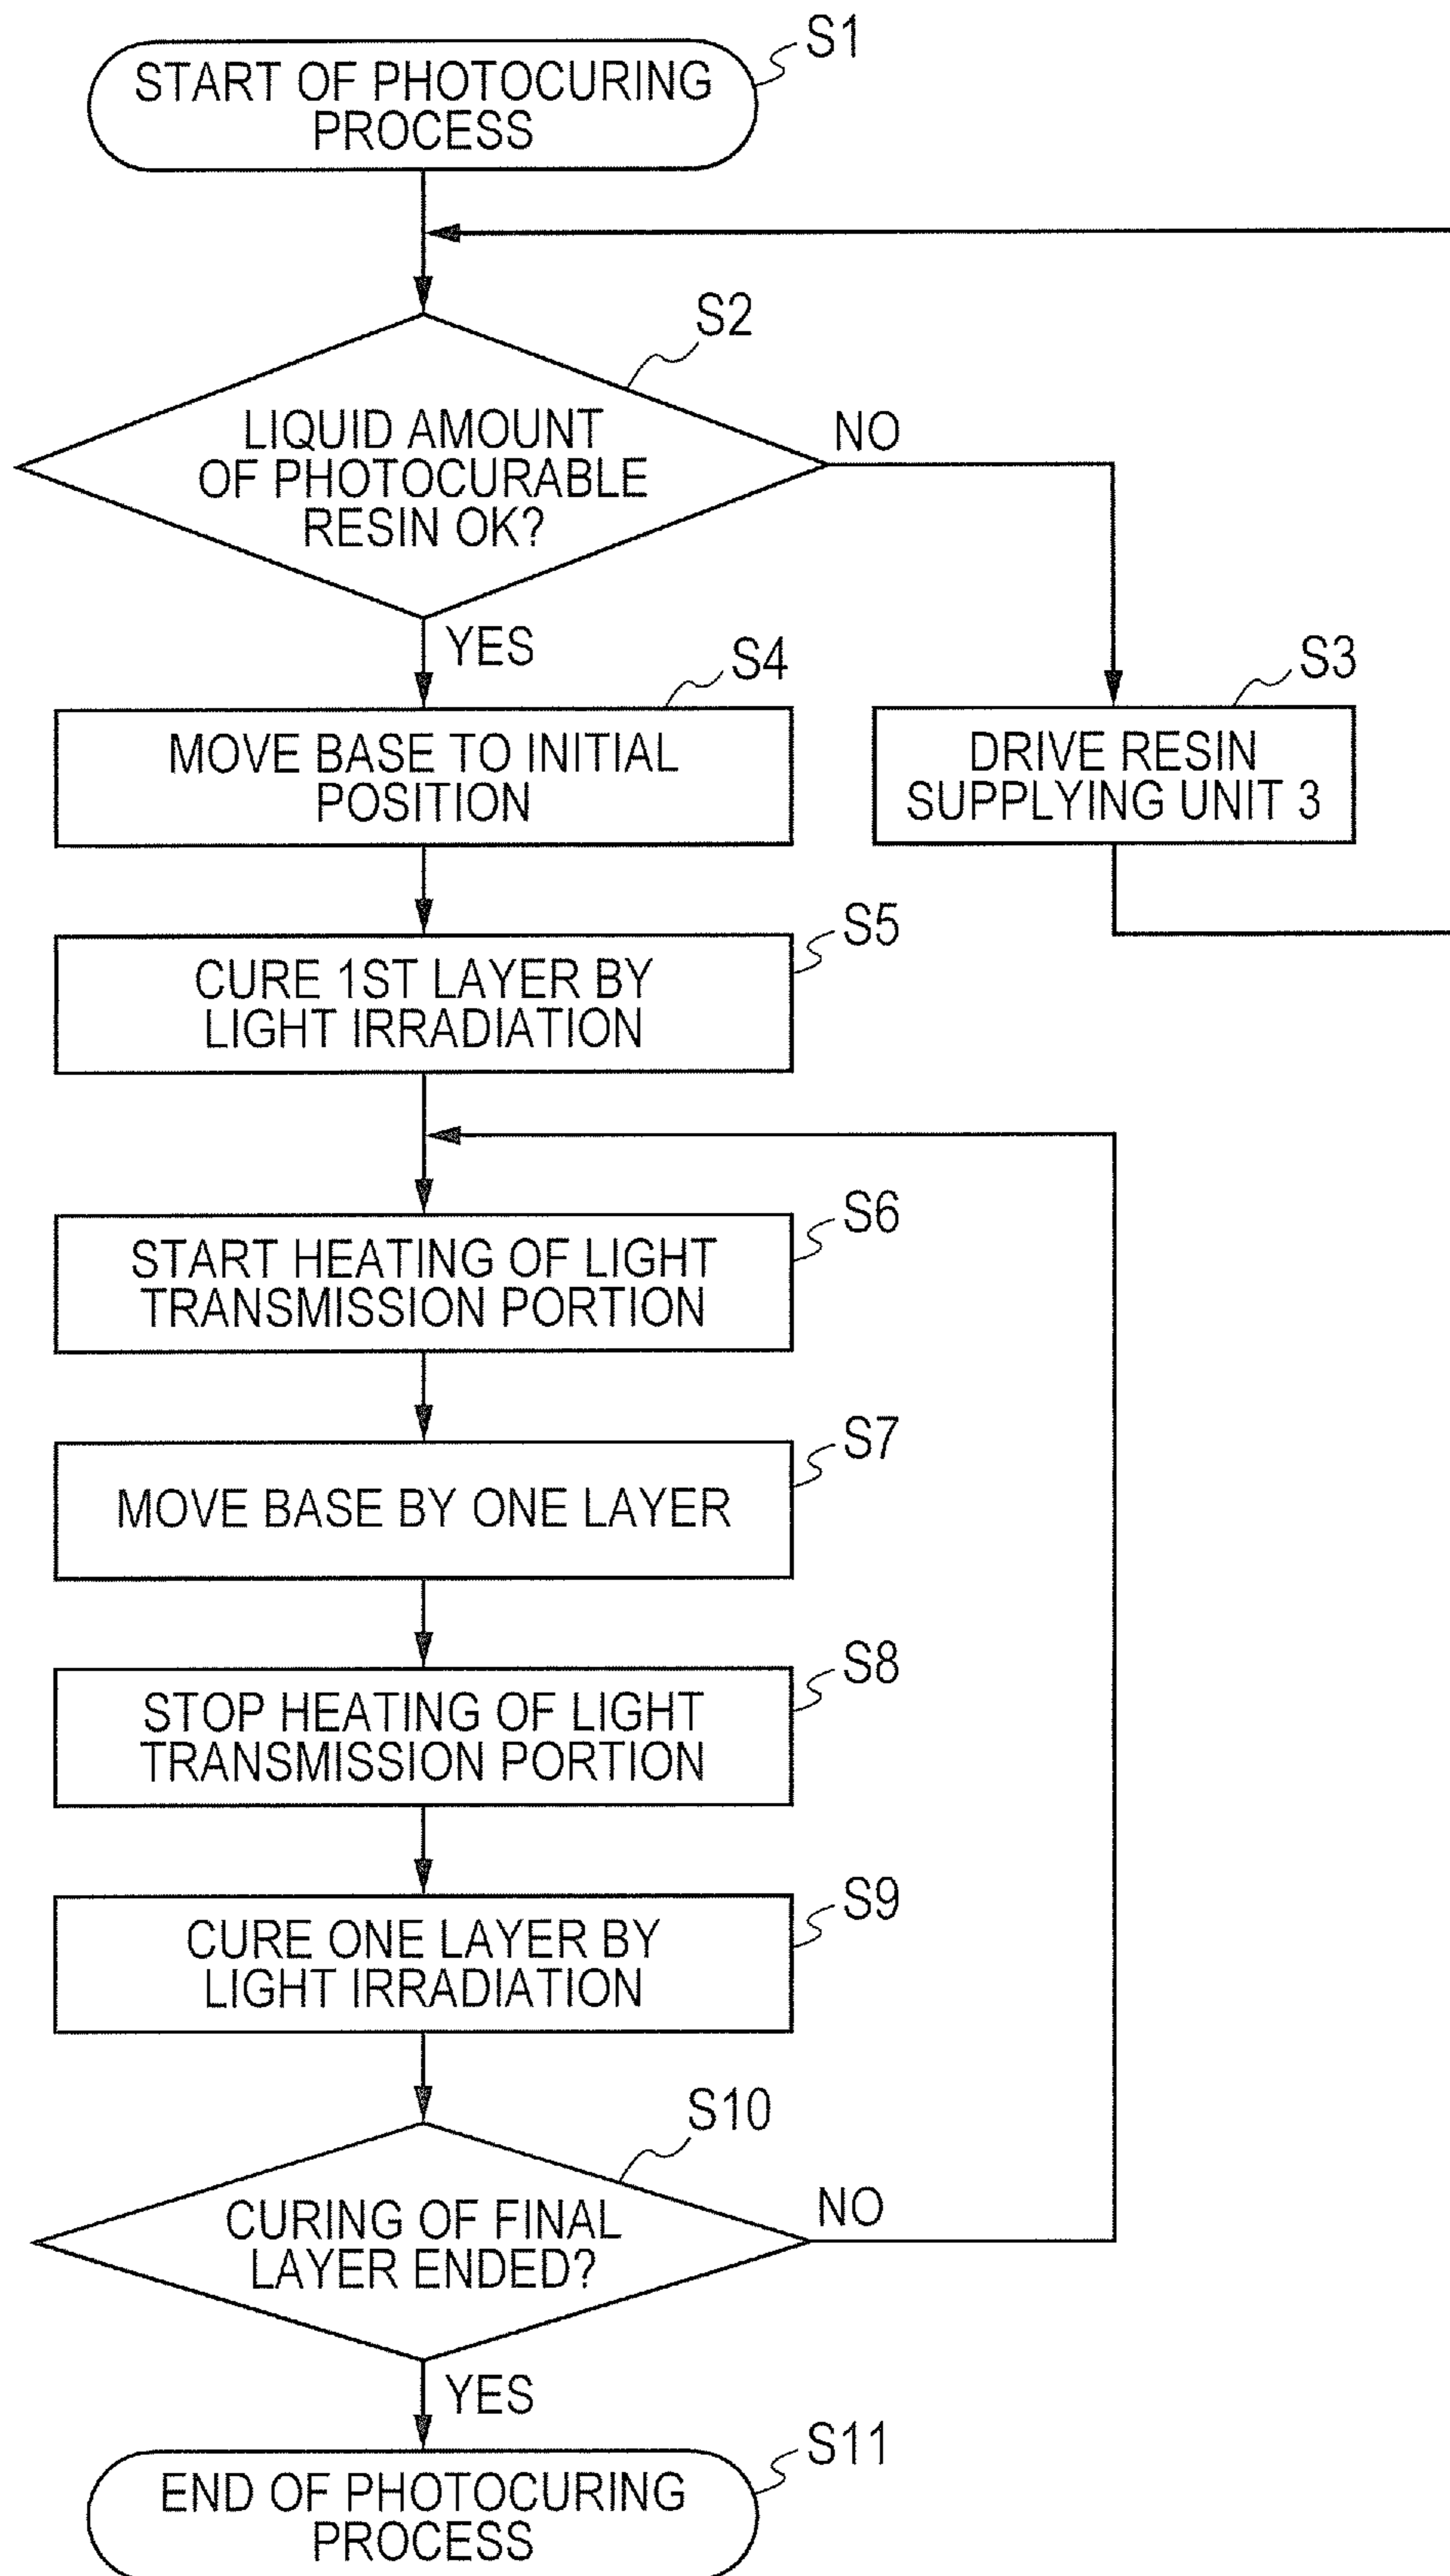 START OF PHOTOCURING
PROCESS
S1
S2
LIQUID AMOUNT
OF PHOTOCURABLE
RESIN OK?
NO
YES
S3
DRIVE RESIN
SUPPLYING UNIT 3
S4
MOVE BASE TO INITIAL
POSITION
S5
CURE 1ST LAYER BY
LIGHT IRRADIATION
S6
START HEATING OF LIGHT
TRANSMISSION PORTION
S7
MOVE BASE BY ONE LAYER
S8
STOP HEATING OF LIGHT
TRANSMISSION PORTION
S9
CURE ONE LAYER BY
LIGHT IRRADIATION
S10
CURING OF FINAL
LAYER ENDED?
NO
YES
S11
END OF PHOTOCURING
PROCESS